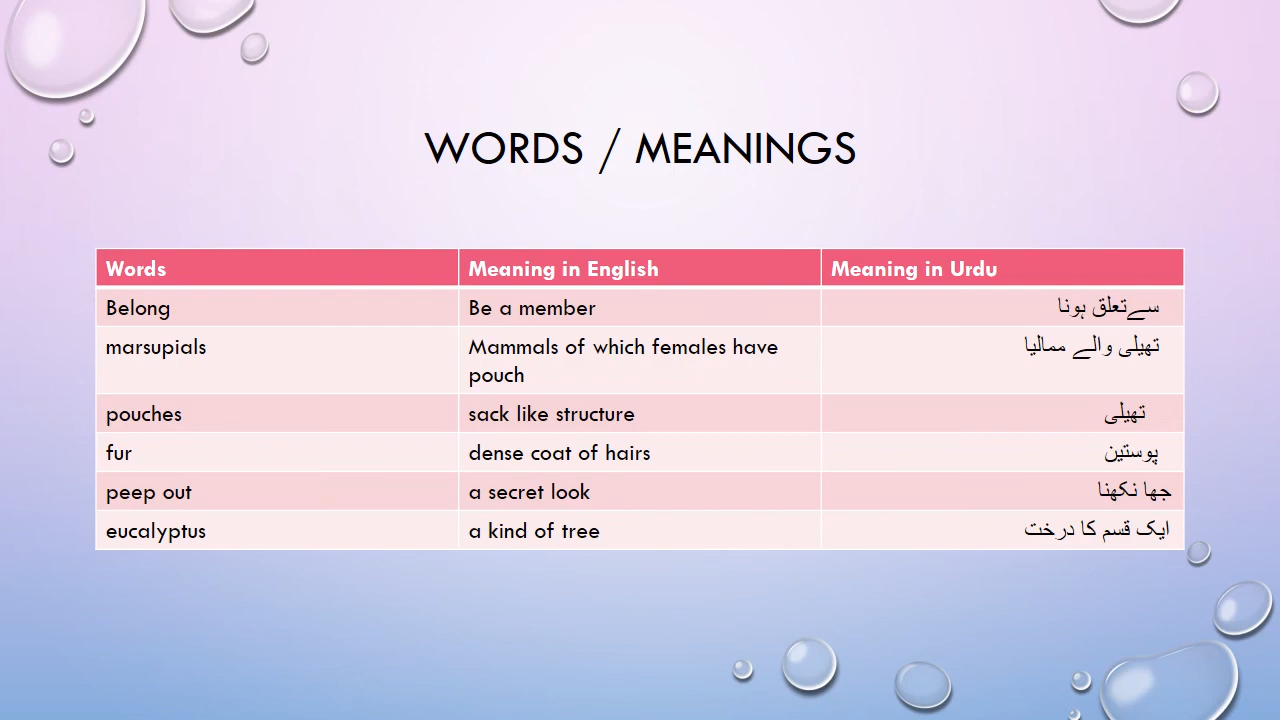 WORDS / MEANINGS
Words Meaning in English Meaning in Urdu
Belong Be a member سےتعلق ہونا
marsupials Mammals of which females have تھیلی والے ممالیا
pouch
pouches sack like structure تھیلی
fur dense coat of hairs پوستین
peep out a secret look جھا نکھنا
eucalyptus a kind of tree ایک قسم کا درخت